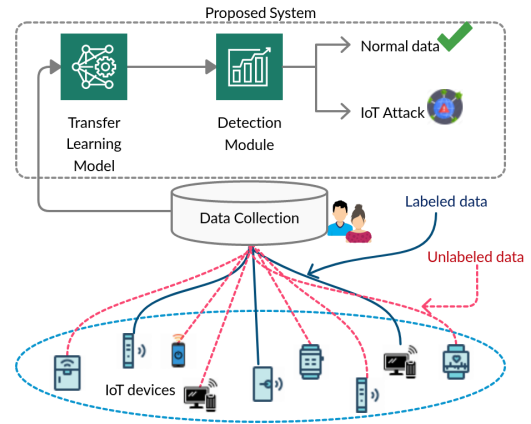 Proposed System
Normal data
Transfer
Learning
Model
Detection
Module
IoT Attack
Data Collection
Labeled data
Unlabeled data
IoT devices